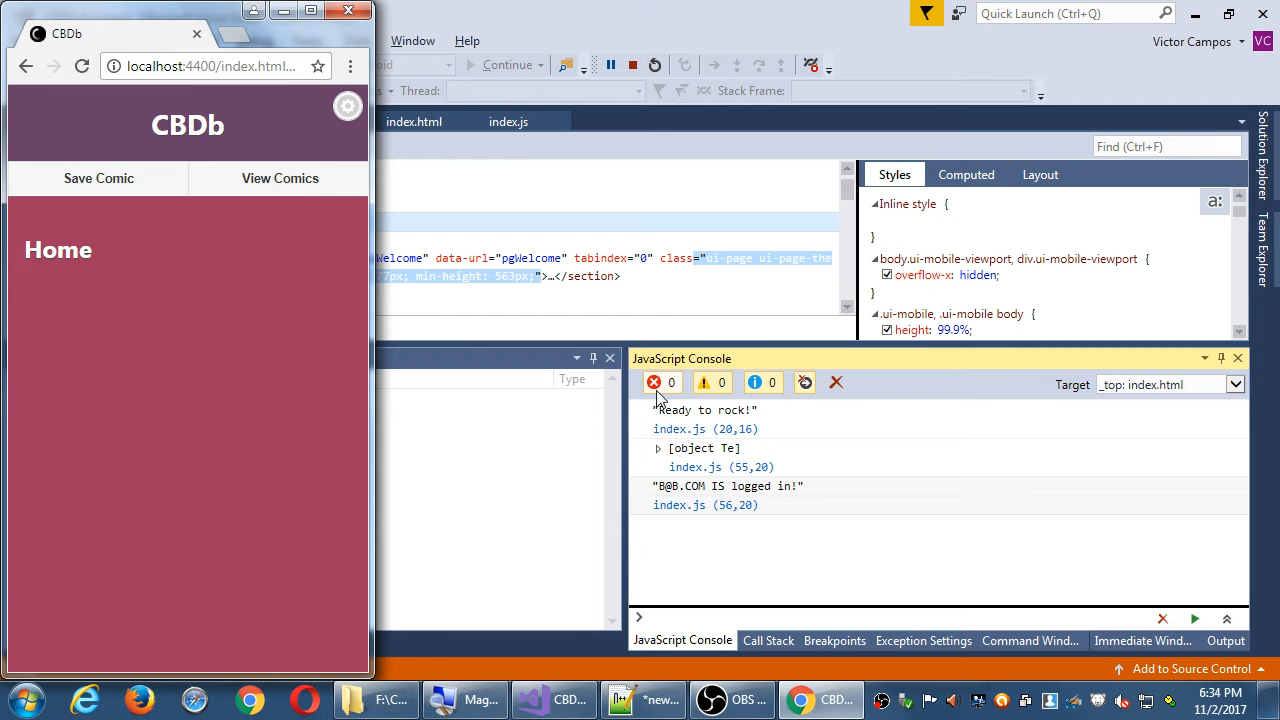 CBDb
localhost:4400/index.html...
CBDb
Save Comic
View Comics
Home
Quick Launch (Ctrl+Q)
Window
Help
Victor Campos
VC
Continue
Thread:
Stack Frame:
index.html
index.js
Find (Ctrl+F)
elcome" data-url="pgWelcome" tabindex="0" class="ui-page ui-page-the
77px; min-height: 563px;">…</section>
Styles
Computed
Layout
Inline style {
a:
}
body.ui-mobile-viewport, div.ui-mobile-viewport {
overflow-x: hidden;
}
.ui-mobile, .ui-mobile body {
height: 99.9%;
Solution Explorer
Team Explorer
Type
JavaScript Console
0
0
0
Target
_top: index.html
"Ready to rock!"
index.js (20,16)
[object Te]
index.js (55,20)
"B@B.COM IS logged in!"
index.js (56,20)
JavaScript Console
Call Stack
Breakpoints
Exception Settings
Command Wind...
Immediate Wind...
Output
Add to Source Control
F:\C...
Mag...
CBD...
*new...
OBS ...
CBD...
6:34 PM
11/2/2017